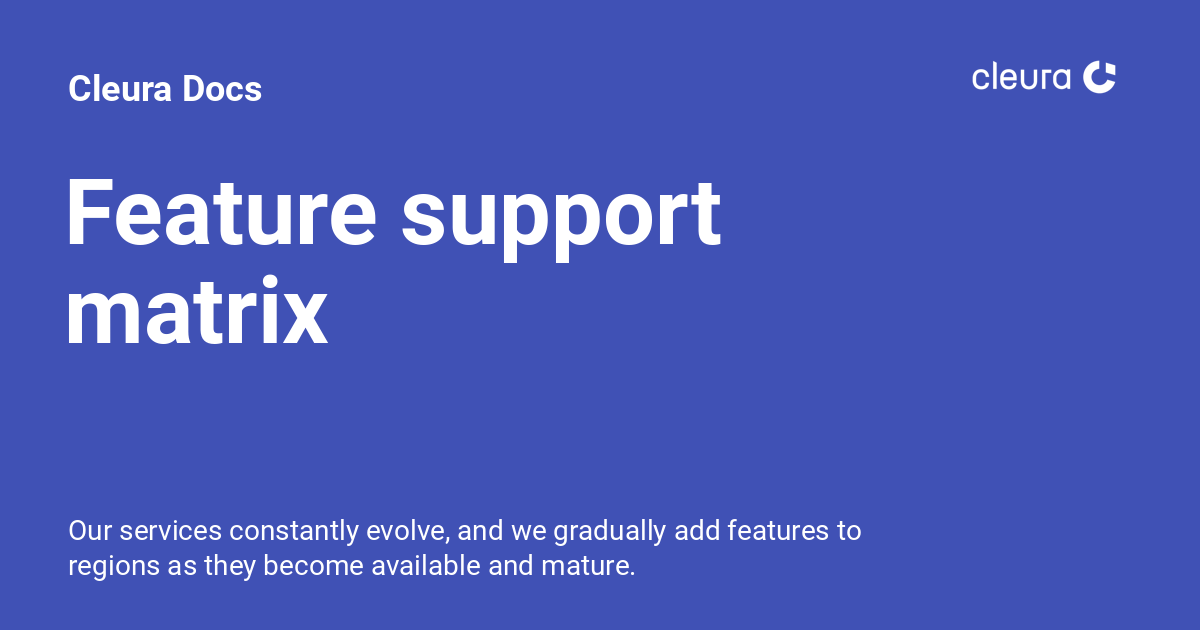 Cleura Docs
cleura
Feature support
matrix
Our services constantly evolve, and we gradually add features to
regions as they become available and mature.